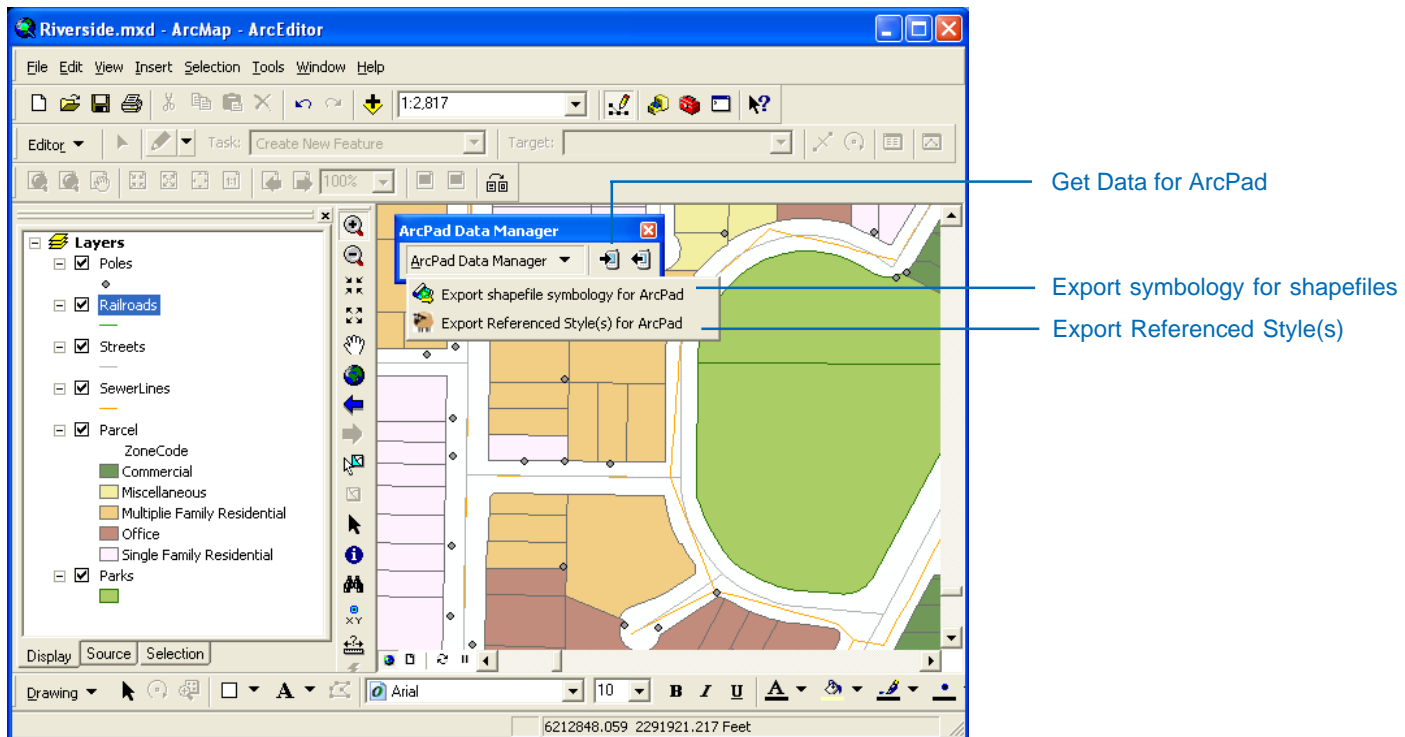 Riverside.mxd - ArcMap - ArcEditor
File Edit View Insert Selection Tools Window Help
1:2,817
Editor Task: Create New Feature Target:
1:1 100%
Get Data for ArcPad
Layers
Poles
Railroads
Streets
SewerLines
Parcel
ZoneCode
Commercial
Miscellaneous
Multiplie Family Residential
Office
Single Family Residential
Parks
ArcPad Data Manager
ArcPad Data Manager
Export shapefile symbology for ArcPad
Export Referenced Style(s) for ArcPad
Export symbology for shapefiles
Export Referenced Style(s)
XY
Display Source Selection
Drawing A Arial 10 B I U A
6212848.059 2291921.217 Feet